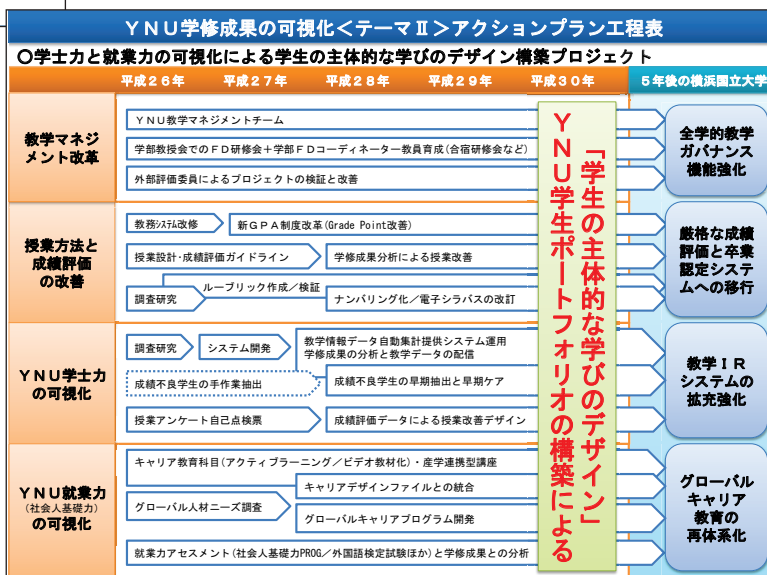 YNU学修成果の可視化＜テーマⅡ＞アクションプラン工程表
○学士力と就業力の可視化による学生の主体的な学びのデザイン構築プロジェクト
平成２６年
平成２７年
平成２８年
平成２９年
平成３０年
５年後の横浜国立大学
教学マネジ
メント改革
ＹＮＵ教学マネジメントチーム
学部教授会でのＦＤ研修会＋学部ＦＤコーディネーター教員育成(合宿研修会など)
外部評価委員によるプロジェクトの検証と改善
全学的教学
ガバナンス
機能強化
授業方法と
成績評価
の改善
教務ｼｽﾃﾑ改修
新ＧＰＡ制度改革(Grade Point改善)
授業設計・成績評価ガイドライン
学修成果分析による授業改善
調査研究
ルーブリック作成／検証
ナンバリング化／電子シラバスの改訂
厳格な成績
評価と卒業
認定システ
ムへの移行
ＹＮＵ学士力
の可視化
調査研究
システム開発
教学情報データ自動集計提供システム運用
学修成果の分析と教学データの配信
成績不良学生の手作業抽出
成績不良学生の早期抽出と早期ケア
授業アンケート自己点検票
成績評価データによる授業改善デザイン
教学ＩＲ
システムの
拡充強化
ＹＮＵ就業力
(社会人基礎力)
の可視化
キャリア教育科目(アクティブラーニング／ビデオ教材化)・産学連携型講座
キャリアデザインファイルとの統合
グローバル人材ニーズ調査
グローバルキャリアプログラム開発
就業力アセスメント(社会人基礎力PROG／外国語検定試験ほか)と学修成果との分析
グローバル
キャリア
教育の
再体系化
「学生の主体的な学びのデザイン」
ＹＮＵ学生ポートフォリオの構築による